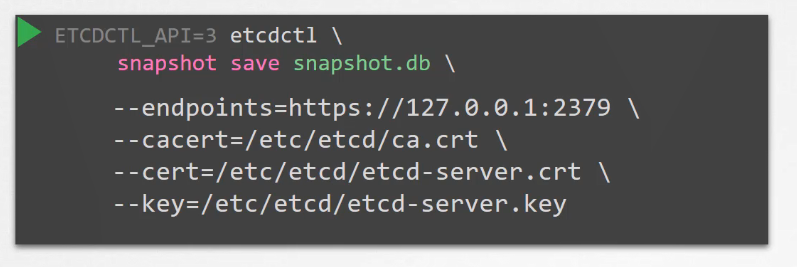 ETCDCTL_API=3 etcdctl \
snapshot save snapshot.db \
--endpoints=https://127.0.0.1:2379 \
--cacert=/etc/etcd/ca.crt \
--cert=/etc/etcd/etcd-server.crt \
--key=/etc/etcd/etcd-server.key